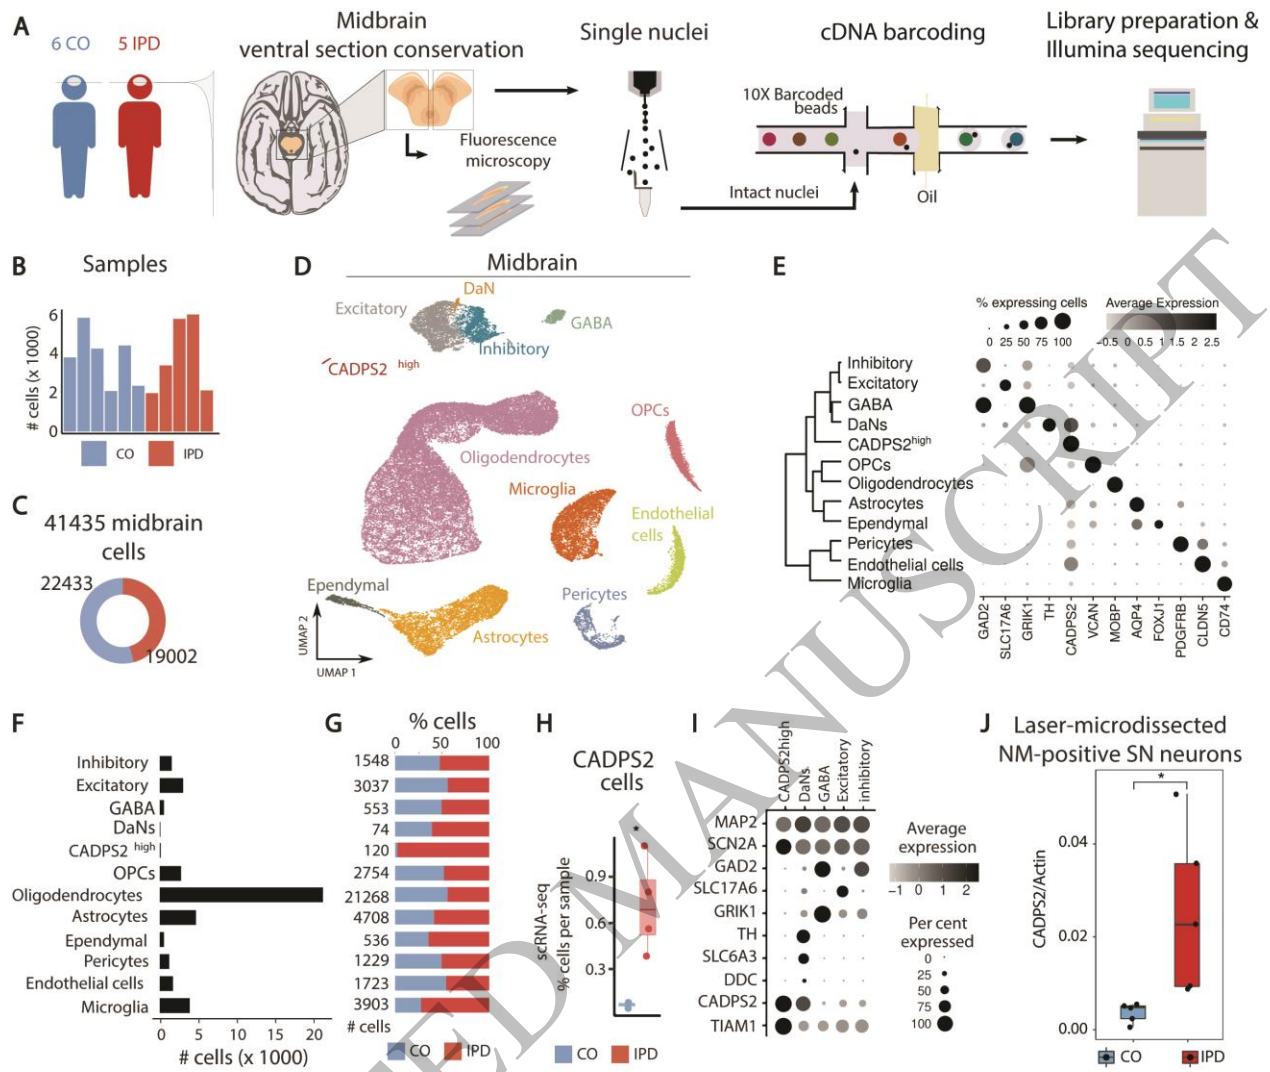 A
6 CO
5 IPD
Midbrain
ventral section conservation
Fluorescence
microscopy
Single nuclei
Intact nuclei
cDNA barcoding
10X Barcoded
beads
Oil
Library preparation &
Illumina sequencing
B
Samples
# cells (x 1000)
6
4
2
0
CO
IPD
C
41435 midbrain
cells
22433
19002
D
Midbrain
DaN
Excitatory
GABA
Inhibitory
CADPS2 high
OPCs
Oligodendrocytes
Microglia
Endothelial
cells
Ependymal
Pericytes
Astrocytes
UMAP 2
UMAP 1
E
% expressing cells
0 25 50 75 100
Average Expression
−0.5 0 0.5 1 1.5 2 2.5
Inhibitory
Excitatory
GABA
DaNs
CADPS2high
OPCs
Oligodendrocytes
Astrocytes
Ependymal
Pericytes
Endothelial cells
Microglia
GAD2
SLC17A6
GRIK1
TH
CADPS2
VCAN
MOBP
AQP4
FOXJ1
PDGFRB
CLDN5
CD74
F
Inhibitory
Excitatory
GABA
DaNs
CADPS2 high
OPCs
Oligodendrocytes
Astrocytes
Ependymal
Pericytes
Endothelial cells
Microglia
0 5 10 15 20
# cells (x 1000)
G
% cells
0 50 100
1548
3037
553
74
120
2754
21268
4708
536
1229
1723
3903
# cells
CO
IPD
H
CADPS2
cells
*
scRNA-seq
% cells per sample
0.9
0.6
0.3
CO
IPD
I
CADPS2high
DaNs
GABA
Excitatory
inhibitory
MAP2
SCN2A
GAD2
SLC17A6
GRIK1
TH
SLC6A3
DDC
CADPS2
TIAM1
Average
expression
−1 0 1 2
Per cent
expressed
0
25
50
75
100
J
Laser-microdissected
NM-positive SN neurons
*
CADPS2/Actin
0.04
0.02
0.00
CO
IPD
TED MANUSCRIPT